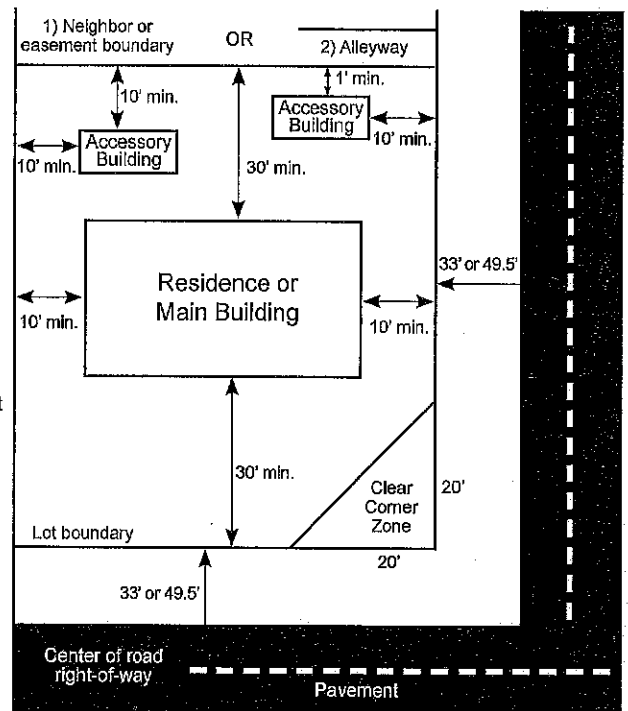 1) Neighbor or
easement boundary
OR
2) Alleyway
10' min.
1' min.
Accessory
Building
10' min.
Accessory
Building
10' min.
10' min.
30' min.
33' or 49.5'
Residence or
Main Building
10' min.
10' min.
t
30' min.
Clear
Corner
Zone
20'
Lot boundary
20'
33' or 49.5'
Center of road
right-of-way
Pavement